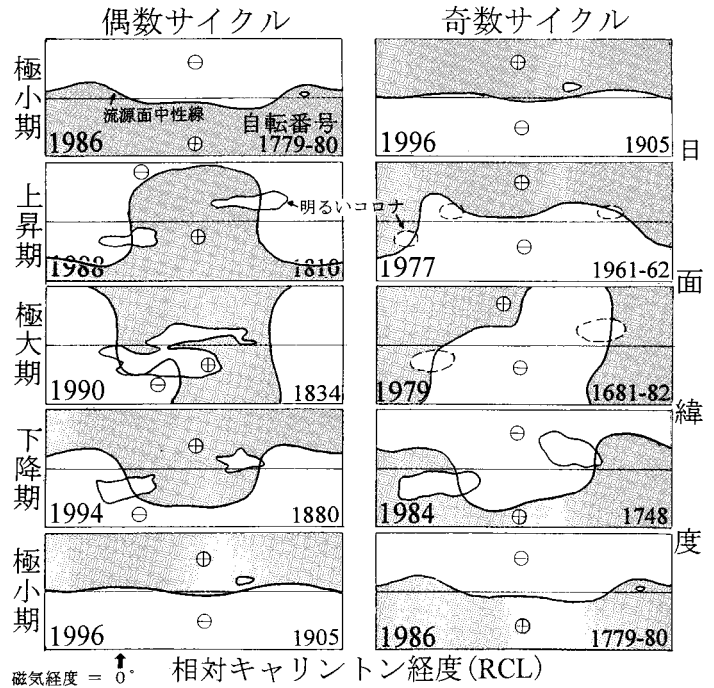 偶数サイクル 奇数サイクル
極小期
⊖
流源面中性線
自転番号
1986 ⊕ 1779-80
⊕
⊖
1996 1905
上昇期
⊖
明るいコロナ
⊕
1988 1810
⊕
⊖
1977 1961-62
極大期
⊕
⊖
1990 1834
⊕
⊖
1979 1681-82
下降期
⊕
1994 ⊖ 1880
⊖
1984 ⊕ 1748
極小期
⊕
⊖
1996 1905
⊖
⊕
1986 1779-80
日面緯度
磁気経度 = 0°
相対キャリントン経度(RCL)